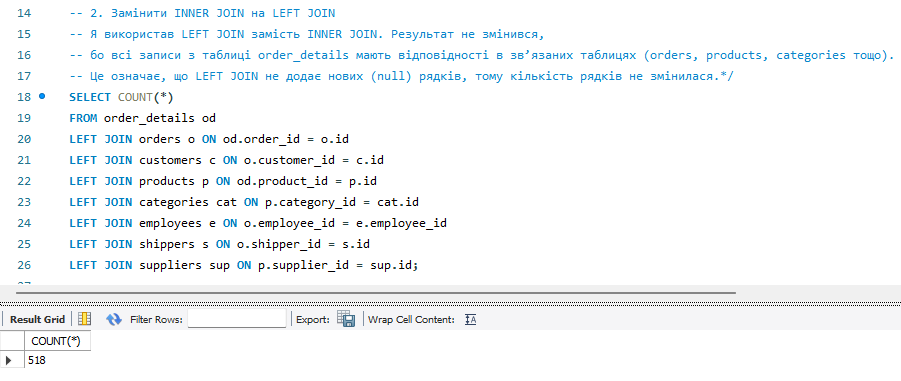 14 -- 2. Замінити INNER JOIN на LEFT JOIN
15 -- Я використав LEFT JOIN замість INNER JOIN. Результат не змінився,
16 -- бо всі записи з таблиці order_details мають відповідності в зв’язаних таблицях (orders, products, categories тощо).
17 -- Це означає, що LEFT JOIN не додає нових (null) рядків, тому кількість рядків не змінилася.*/
18 SELECT COUNT(*)
19 FROM order_details od
20 LEFT JOIN orders o ON od.order_id = o.id
21 LEFT JOIN customers c ON o.customer_id = c.id
22 LEFT JOIN products p ON od.product_id = p.id
23 LEFT JOIN categories cat ON p.category_id = cat.id
24 LEFT JOIN employees e ON o.employee_id = e.employee_id
25 LEFT JOIN shippers s ON o.shipper_id = s.id
26 LEFT JOIN suppliers sup ON p.supplier_id = sup.id;
Result Grid Filter Rows: Export: Wrap Cell Content:
COUNT(*)
518